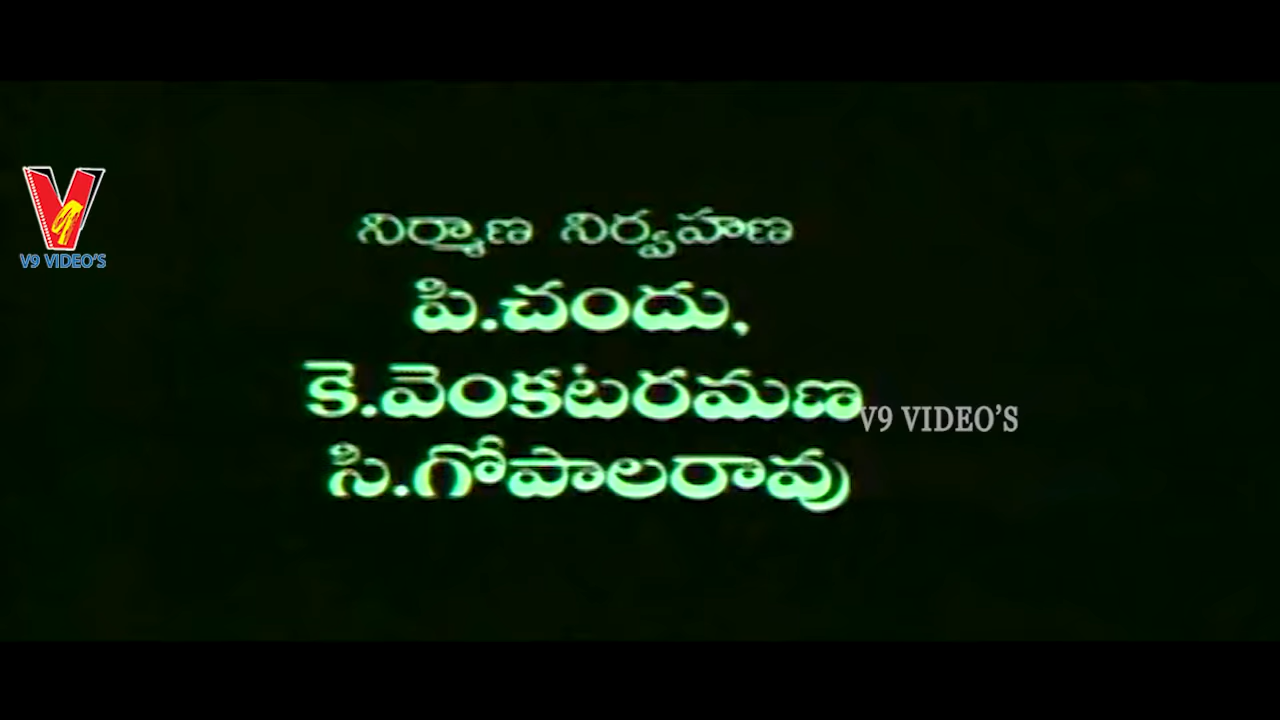 V9 VIDEO'S
నిర్మాణ నిర్వహణ
పి.చందు,
కె.వెంకటరమణ
V9 VIDEO'S
సి.గోపాలరావు